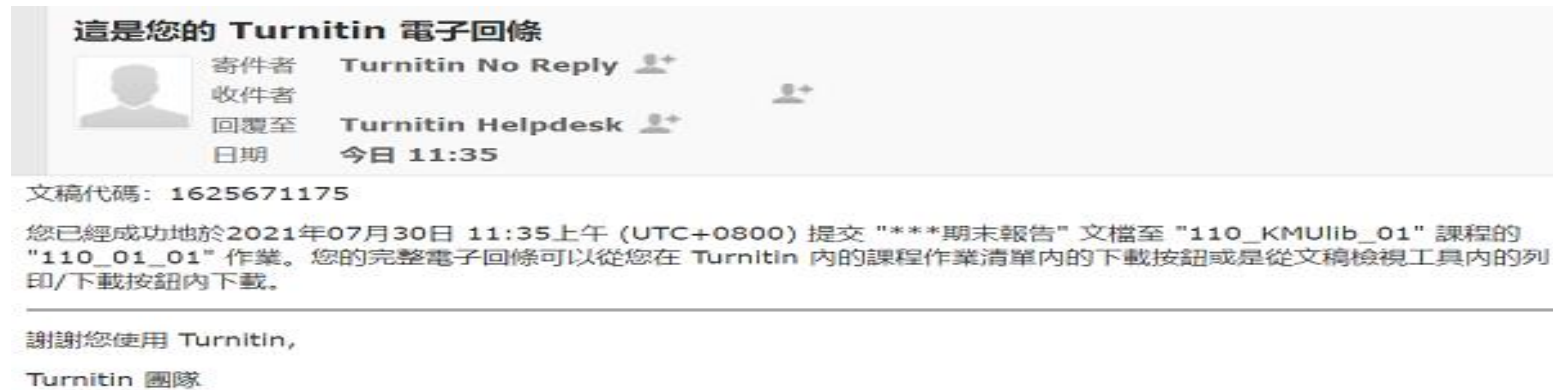 這是您的 Turnitin 電子回條
寄件者 Turnitin No Reply
收件者
回覆至 Turnitin Helpdesk
日期 今日 11:35
文稿代碼: 1625671175
您已經成功地於2021年07月30日 11:35上午 (UTC+0800) 提交 "***期末報告" 文檔至 "110_KMUlib_01" 課程的
"110_01_01" 作業。您的完整電子回條可以從您在 Turnitin 內的課程作業清單內的下載按鈕或是從文稿檢視工具內的列
印/下載按鈕內下載。
謝謝您使用 Turnitin,
Turnitin 團隊